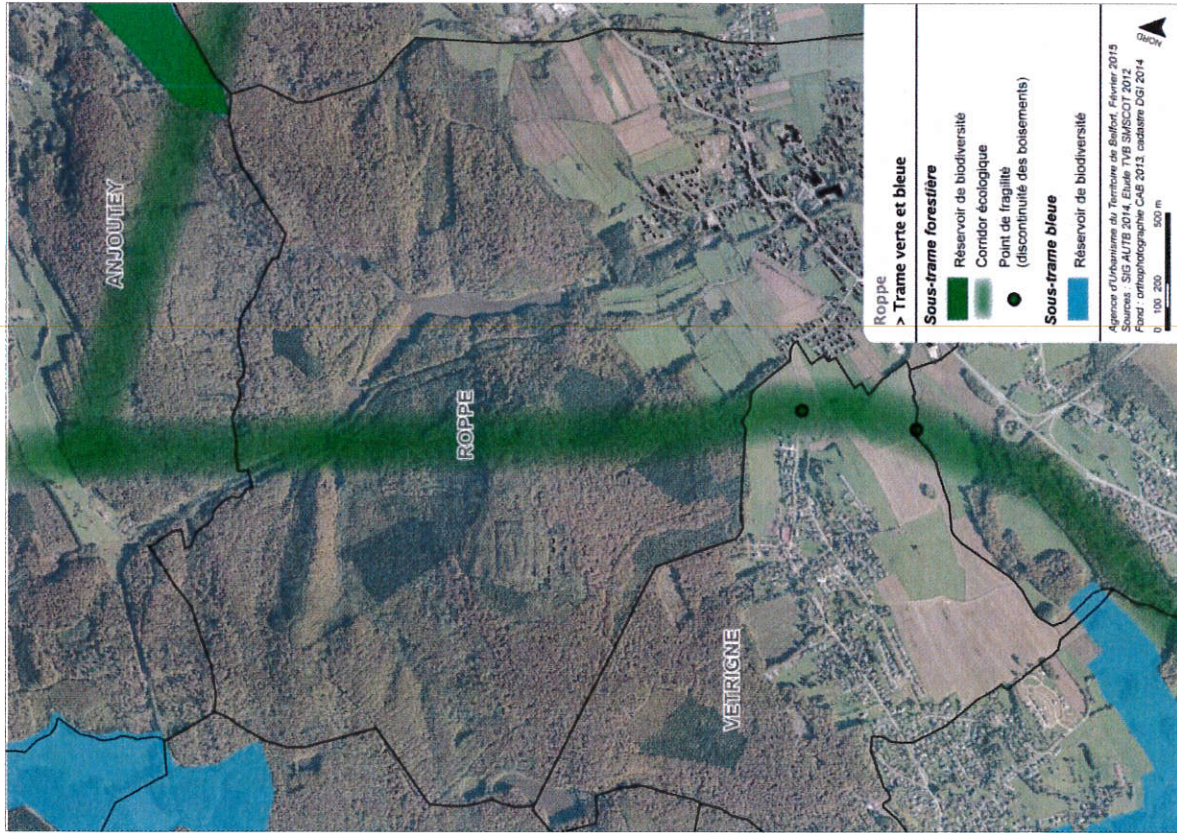 ANJOUTEY
ROPPE
VETRIGNE
Roppe
> Trame verte et bleue
Sous-trame forestière
Réservoir de biodiversité
Corridor écologique
Point de fragilité
(discontinuité des boisements)
Sous-trame bleue
Réservoir de biodiversité
Agence d'Urbanisme du Territoire de Belfort, Février 2015
Sources : SIG AUTB 2014, Etude TVB SMSCOT 2012
Fond : orthophotographie CAB 2013, cadastre DGI 2014
0 100 200 500 m
NORD